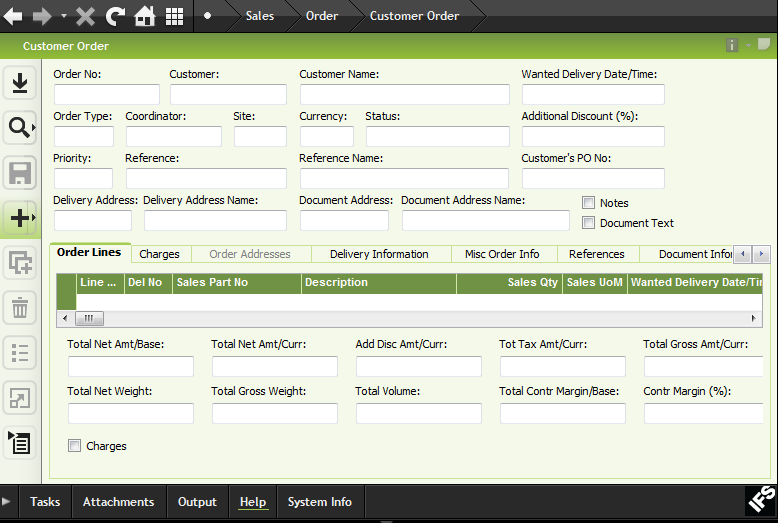 Sales Order Customer Order
Customer Order
Order No: Customer: Customer Name: Wanted Delivery Date/Time:
Order Type: Coordinator: Site: Currency: Status: Additional Discount (%):
Priority: Reference: Reference Name: Customer's PO No:
Delivery Address: Delivery Address Name: Document Address: Document Address Name: Notes
Document Text
Order Lines Charges Order Addresses Delivery Information Misc Order Info References Document Infor
Line ... Del No Sales Part No Description Sales Qty Sales UoM Wanted Delivery Date/Tim
Total Net Amt/Base: Total Net Amt/Curr: Add Disc Amt/Curr: Tot Tax Amt/Curr: Total Gross Amt/Curr:
Total Net Weight: Total Gross Weight: Total Volume: Total Contr Margin/Base: Contr Margin (%):
Charges
Tasks Attachments Output Help System Info IFS